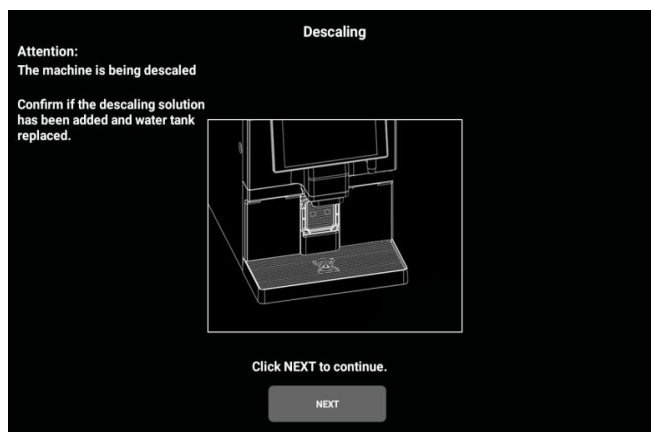 Descaling
Attention:
The machine is being descaled
Confirm if the descaling solution
has been added and water tank
replaced.
Click NEXT to continue.
NEXT